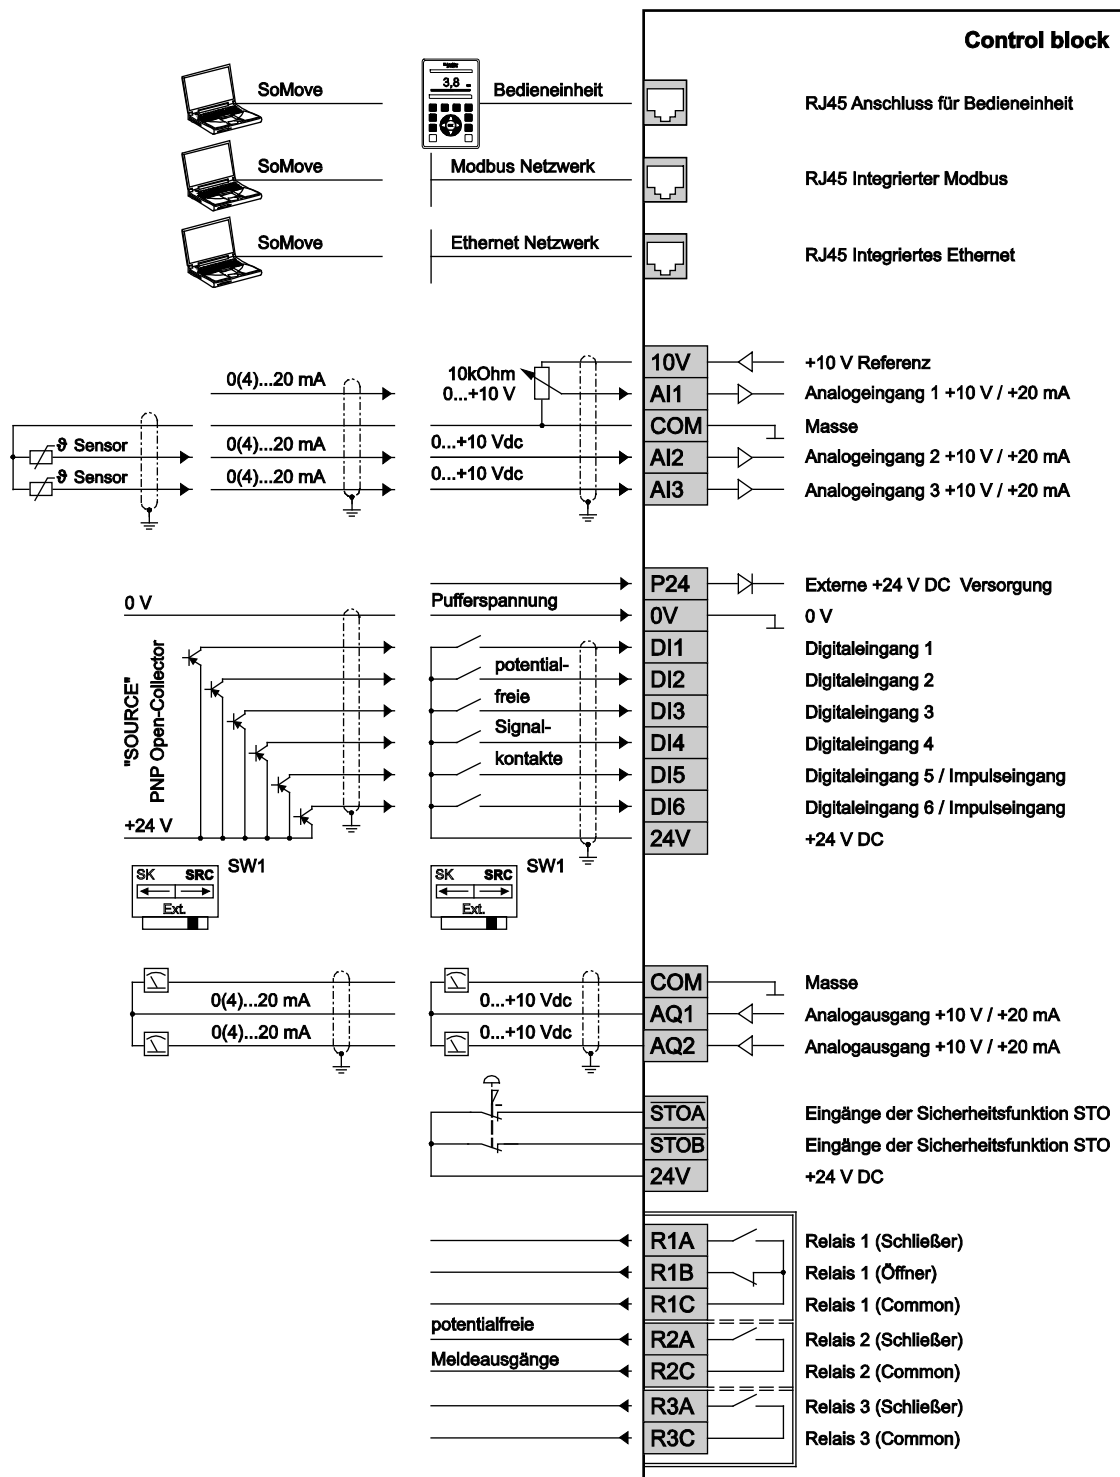 Control block
SoMove
3,8
Bedieneinheit
RJ45 Anschluss für Bedieneinheit
SoMove
Modbus Netzwerk
RJ45 Integrierter Modbus
SoMove
Ethernet Netzwerk
RJ45 Integriertes Ethernet
10V
+10 V Referenz
0(4)...20 mA
10kOhm
0...+10 V
AI1
Analogeingang 1 +10 V / +20 mA
COM
Masse
ϑ Sensor
0(4)...20 mA
0...+10 Vdc
AI2
Analogeingang 2 +10 V / +20 mA
ϑ Sensor
0(4)...20 mA
0...+10 Vdc
AI3
Analogeingang 3 +10 V / +20 mA
P24
Externe +24 V DC Versorgung
0 V
Pufferspannung
0V
0 V
"SOURCE"
PNP Open-Collector
DI1
Digitaleingang 1
potential-
DI2
Digitaleingang 2
freie
DI3
Digitaleingang 3
Signal-
DI4
Digitaleingang 4
kontakte
DI5
Digitaleingang 5 / Impulseingang
DI6
Digitaleingang 6 / Impulseingang
+24 V
24V
+24 V DC
SK SRC
Ext.
SW1
SK SRC
Ext.
SW1
COM
Masse
0(4)...20 mA
0...+10 Vdc
AQ1
Analogausgang +10 V / +20 mA
0(4)...20 mA
0...+10 Vdc
AQ2
Analogausgang +10 V / +20 mA
STOA
Eingänge der Sicherheitsfunktion STO
STOB
Eingänge der Sicherheitsfunktion STO
24V
+24 V DC
R1A
Relais 1 (Schließer)
R1B
Relais 1 (Öffner)
R1C
Relais 1 (Common)
potentialfreie
R2A
Relais 2 (Schließer)
Meldeausgänge
R2C
Relais 2 (Common)
R3A
Relais 3 (Schließer)
R3C
Relais 3 (Common)